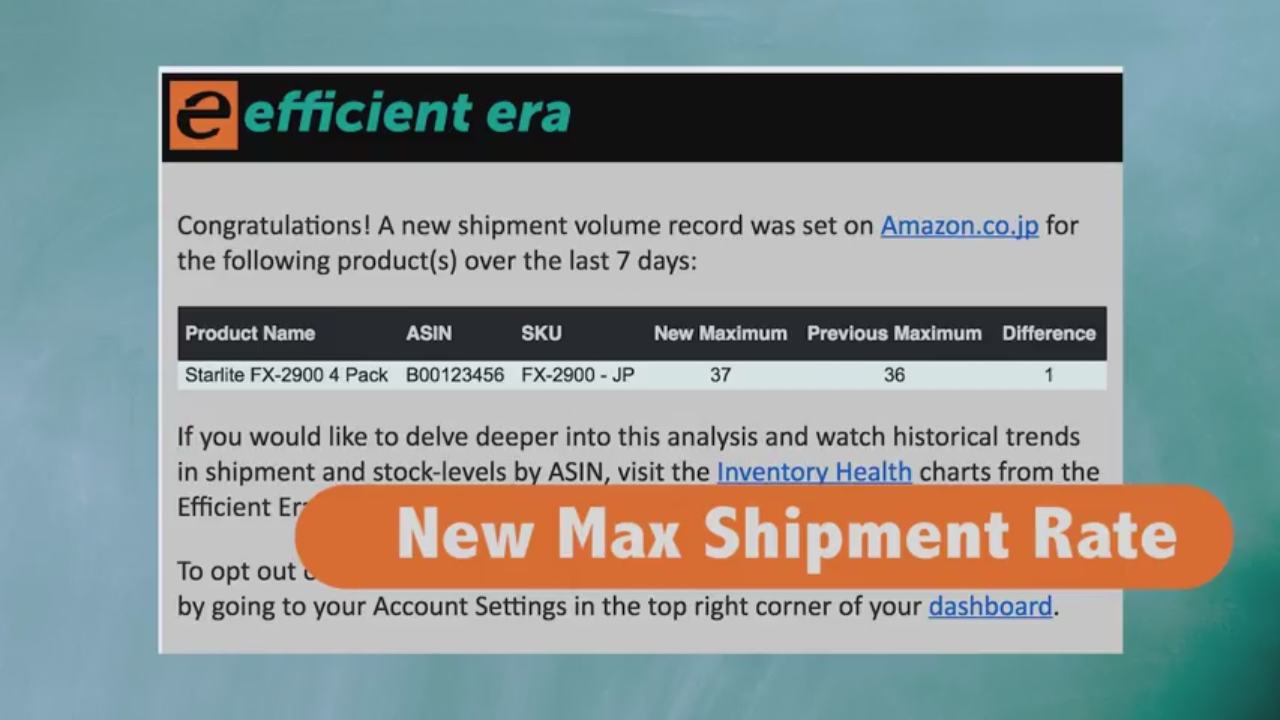 e efficient era
Congratulations! A new shipment volume record was set on Amazon.co.jp for
the following product(s) over the last 7 days:
Product Name ASIN SKU New Maximum Previous Maximum Difference
Starlite FX-2900 4 Pack B00123456 FX-2900 - JP 37 36 1
If you would like to delve deeper into this analysis and watch historical trends
in shipment and stock-levels by ASIN, visit the Inventory Health charts from the
Efficient
New Max Shipment Rate
To opt out
by going to your Account Settings in the top right corner of your dashboard.